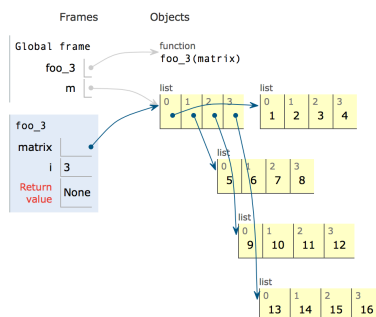 Frames Objects
Global frame
foo_3
m
function
foo_3(matrix)
list
0 1 2 3
list
0 1 2 3
1 2 3 4
foo_3
matrix
i 3
Return value None
list
0 1 2 3
5 6 7 8
list
0 1 2 3
9 10 11 12
list
0 1 2 3
13 14 15 16